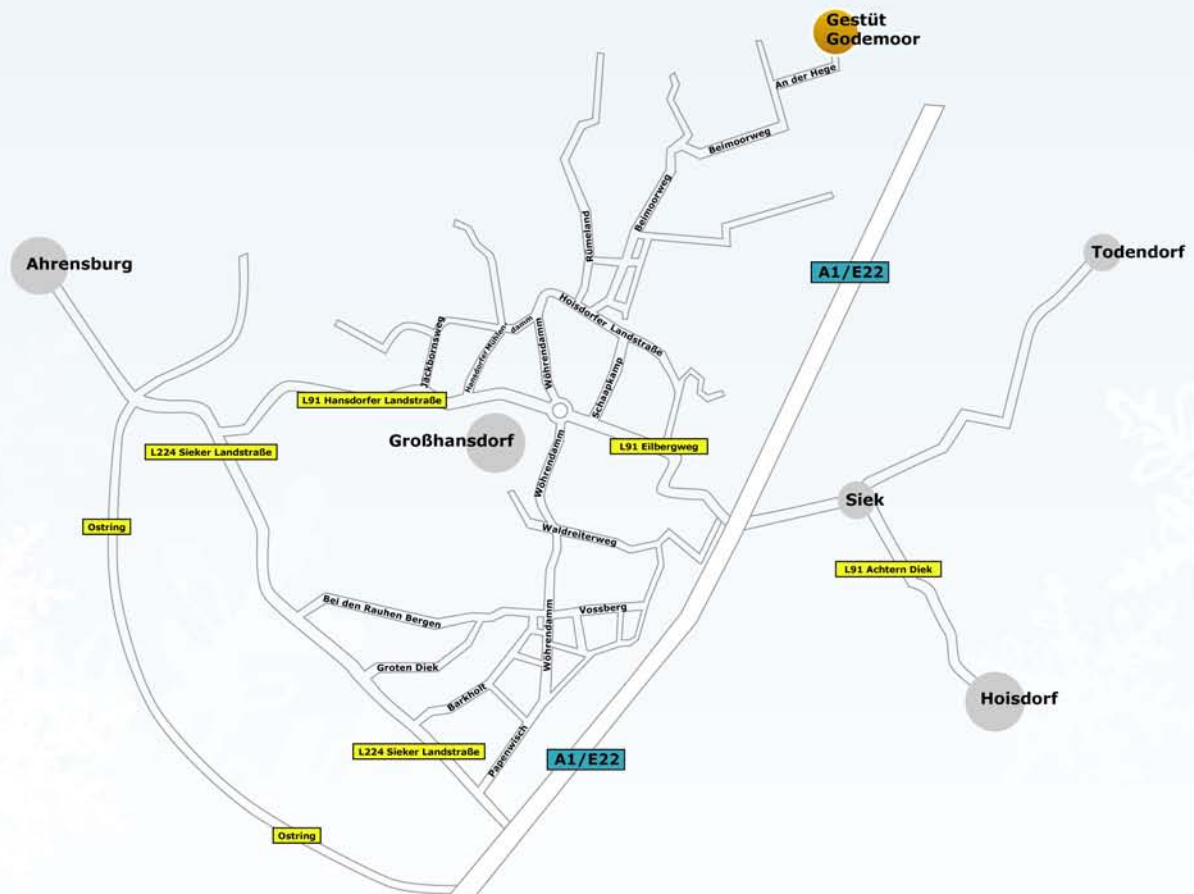 Gestüt
Godemoor
An der Hege
Beimoorweg
Beimoorweg
Rümeland
Ahrensburg
Todendorf
A1/E22
Hoisdorfer Landstraße
Jäckbornsweg
Hansdorfer Mühlendamm
Wöhrendamm
Schaapkamp
L91 Hansdorfer Landstraße
Großhansdorf
L91 Eilbergweg
L224 Sieker Landstraße
Wöhrendamm
Siek
Ostring
Waldreiterweg
L91 Achtern Diek
Bei den Rauhen Bergen
Vossberg
Wöhrendamm
Groten Diek
Barkholt
Hoisdorf
L224 Sieker Landstraße
Papenwisch
A1/E22
Ostring